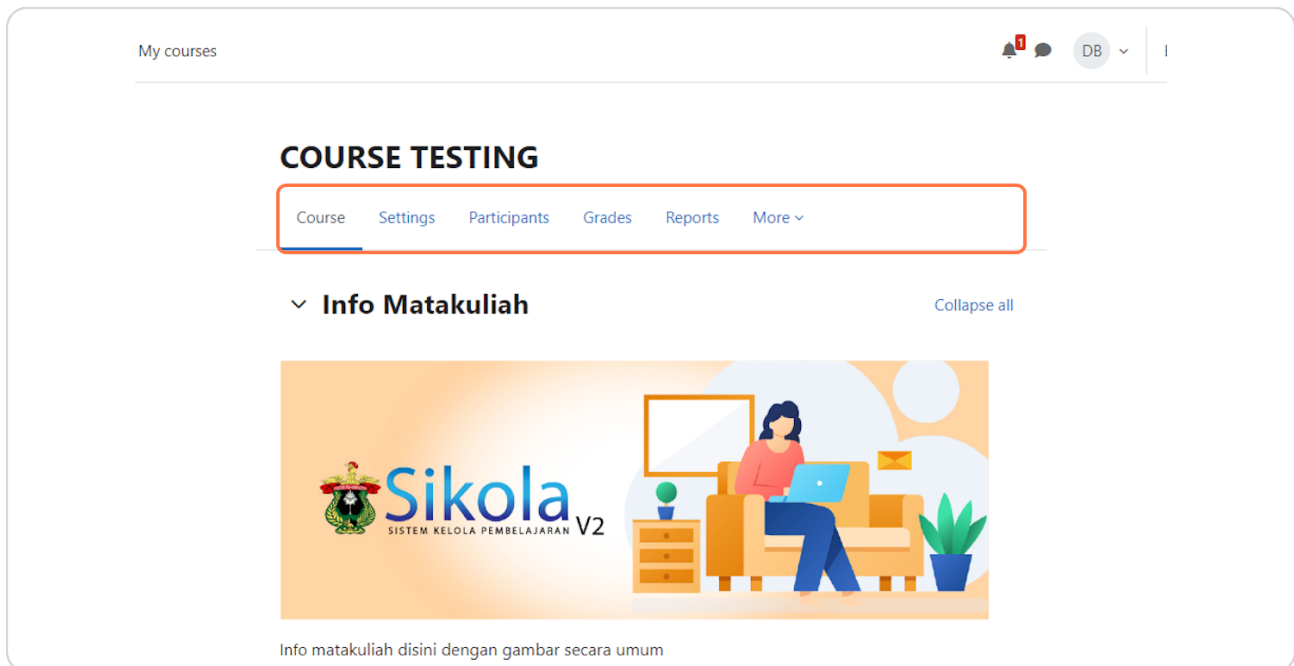 My courses
1
DB
COURSE TESTING
Course Settings Participants Grades Reports More
Info Matakuliah
Collapse all
Sikola V2
SISTEM KELOLA PEMBELAJARAN
Info matakuliah disini dengan gambar secara umum